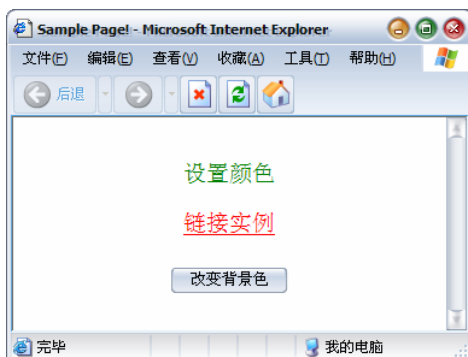 Sample Page! - Microsoft Internet Explorer
文件(F) 编辑(E) 查看(V) 收藏(A) 工具(T) 帮助(H)
后退
设置颜色
链接实例
改变背景色
完毕 我的电脑